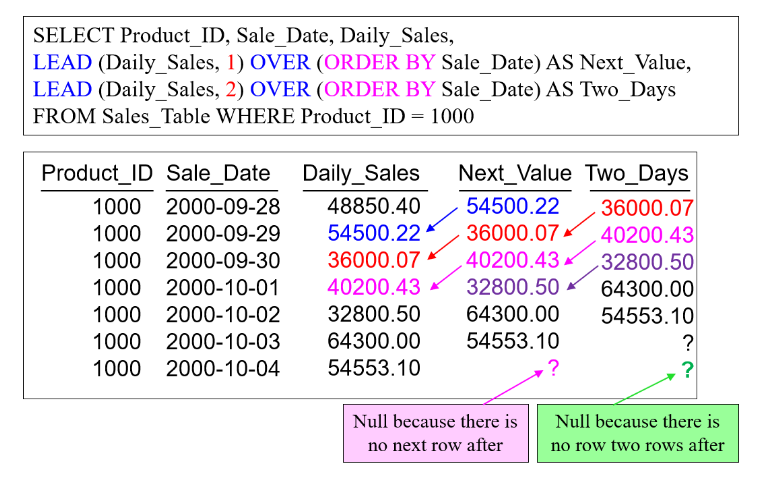 SELECT Product_ID, Sale_Date, Daily_Sales,
LEAD (Daily_Sales, 1) OVER (ORDER BY Sale_Date) AS Next_Value,
LEAD (Daily_Sales, 2) OVER (ORDER BY Sale_Date) AS Two_Days
FROM Sales_Table WHERE Product_ID = 1000
Product_ID Sale_Date Daily_Sales Next_Value Two_Days
1000 2000-09-28 48850.40 54500.22 36000.07
1000 2000-09-29 54500.22 36000.07 40200.43
1000 2000-09-30 36000.07 40200.43 32800.50
1000 2000-10-01 40200.43 32800.50 64300.00
1000 2000-10-02 32800.50 64300.00 54553.10
1000 2000-10-03 64300.00 54553.10 ?
1000 2000-10-04 54553.10 ? ?
Null because there is
no next row after
Null because there is
no row two rows after